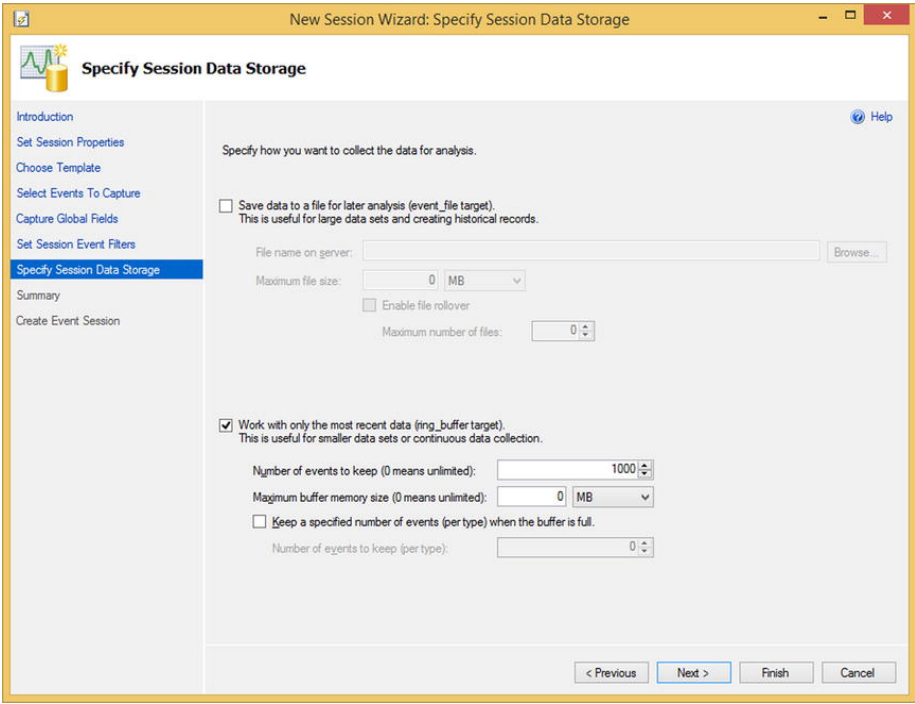 New Session Wizard: Specify Session Data Storage
Specify Session Data Storage
Introduction
Set Session Properties
Choose Template
Select Events To Capture
Capture Global Fields
Set Session Event Filters
Specify Session Data Storage
Summary
Create Event Session
Help
Specify how you want to collect the data for analysis.
Save data to a file for later analysis (event_file target).
This is useful for large data sets and creating historical records.
File name on server:
Browse...
Maximum file size: 0 MB
Enable file rollover
Maximum number of files: 0
Work with only the most recent data (ring_buffer target).
This is useful for smaller data sets or continuous data collection.
Number of events to keep (0 means unlimited): 1000
Maximum buffer memory size (0 means unlimited): 0 MB
Keep a specified number of events (per type) when the buffer is full.
Number of events to keep (per type): 0
< Previous Next > Finish Cancel